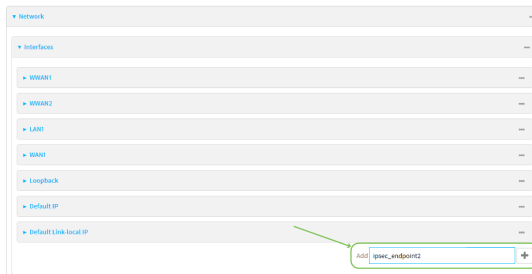 Network
Interfaces
WWAN1
WWAN2
LAN1
WAN1
Loopback
Default IP
Default Link-local IP
Add ipsec_endpoint2